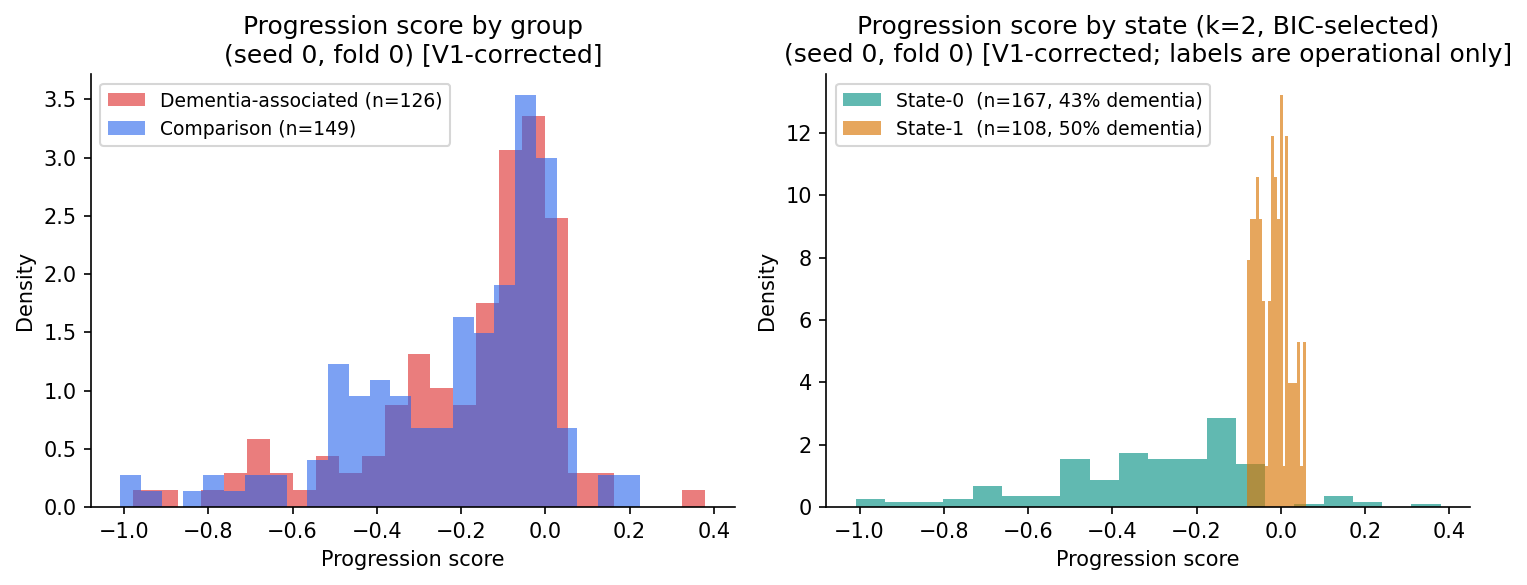 Progression score by group
(seed 0, fold 0) [V1-corrected]
Dementia-associated (n=126)
Comparison (n=149)
3.5
3.0
2.5
2.0
1.5
1.0
0.5
0.0
Density
−1.0 −0.8 −0.6 −0.4 −0.2 0.0 0.2 0.4
Progression score
Progression score by state (k=2, BIC-selected)
(seed 0, fold 0) [V1-corrected; labels are operational only]
State-0 (n=167, 43% dementia)
State-1 (n=108, 50% dementia)
12
10
8
6
4
2
0
Density
−1.0 −0.8 −0.6 −0.4 −0.2 0.0 0.2 0.4
Progression score